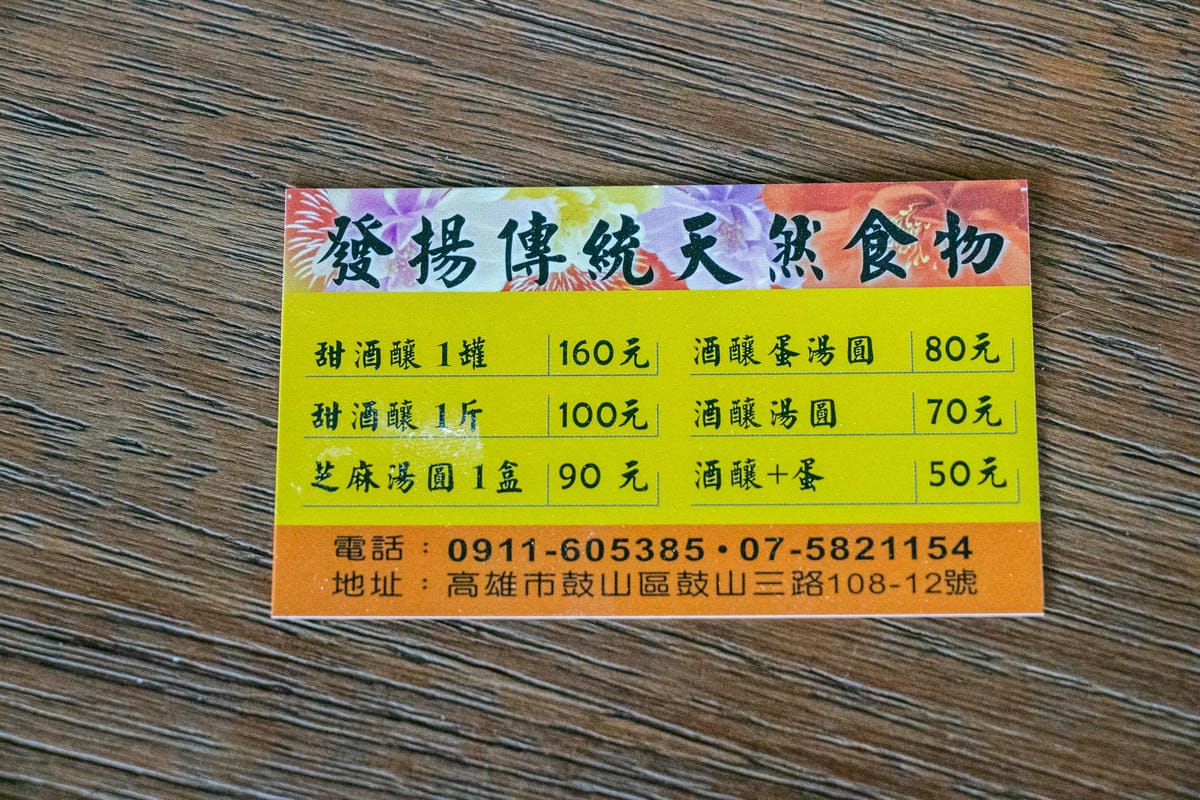 發揚傳統天然食物
甜酒釀1罐 160元
甜酒釀1斤 100元
芝麻湯圓1盒 90元
酒釀蛋湯圓 80元
酒釀湯圓 70元
酒釀+蛋 50元
電話：0911-605385•07-5821154
地址：高雄市鼓山區鼓山三路108-12號